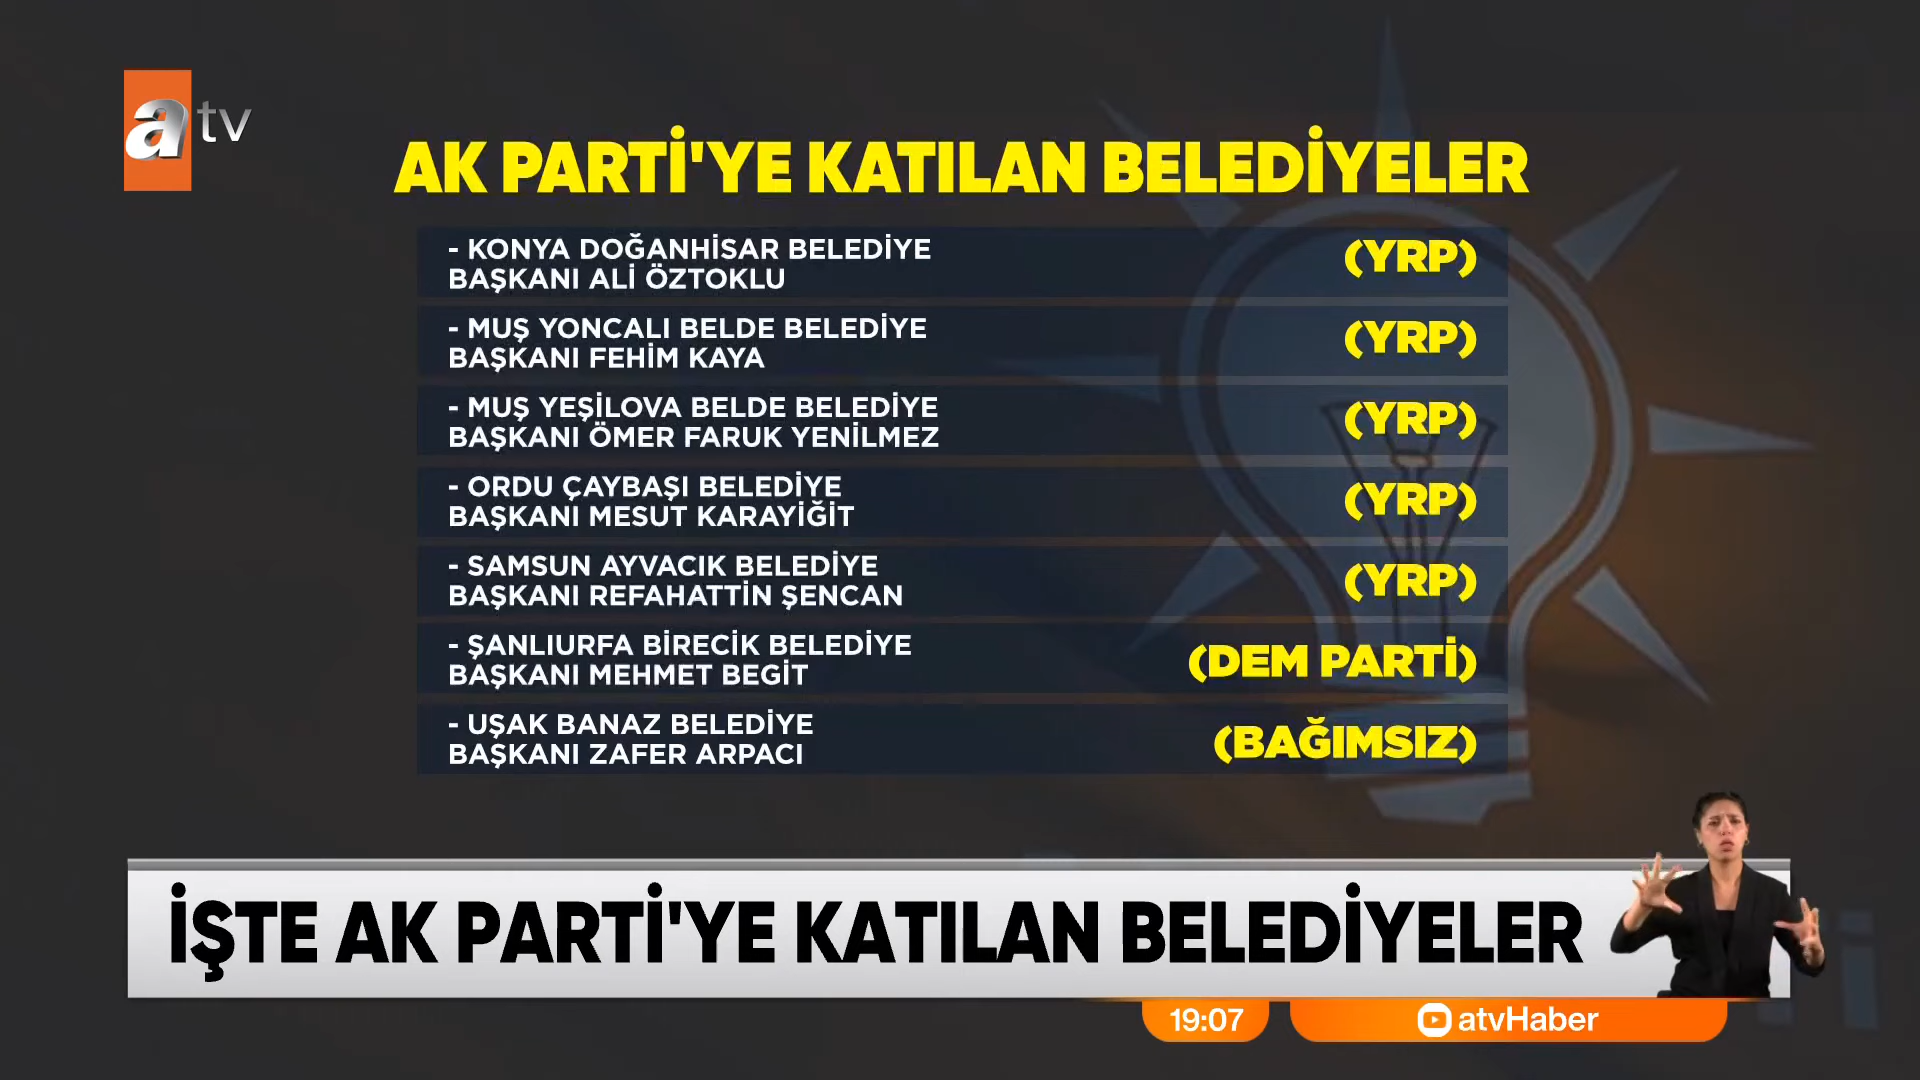 a tv
AK PARTİ'YE KATILAN BELEDİYELER
- KONYA DOĞANHİSAR BELEDİYE
BAŞKANI ALİ ÖZTOKLU
(YRP)
- MUŞ YONCALI BELDE BELEDİYE
BAŞKANI FEHİM KAYA
(YRP)
- MUŞ YEŞİLOVA BELDE BELEDİYE
BAŞKANI ÖMER FARUK YENİLMEZ
(YRP)
- ORDU ÇAYBAŞI BELEDİYE
BAŞKANI MESUT KARAYİĞİT
(YRP)
- SAMSUN AYVACIK BELEDİYE
BAŞKANI REFAHATTİN ŞENCAN
(YRP)
- ŞANLIURFA BİRECİK BELEDİYE
BAŞKANI MEHMET BEGİT
(DEM PARTİ)
- UŞAK BANAZ BELEDİYE
BAŞKANI ZAFER ARPACI
(BAĞIMSIZ)
İŞTE AK PARTİ'YE KATILAN BELEDİYELER
19:07
atvHaber